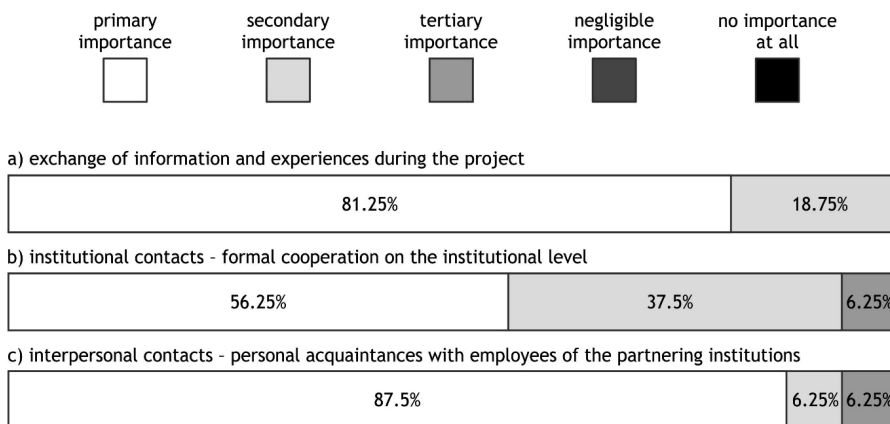 primary importance
secondary importance
tertiary importance
negligible importance
no importance at all
a) exchange of information and experiences during the project
81.25% 18.75%
b) institutional contacts - formal cooperation on the institutional level
56.25% 37.5% 6.25%
c) interpersonal contacts - personal acquaintances with employees of the partnering institutions
87.5% 6.25% 6.25%